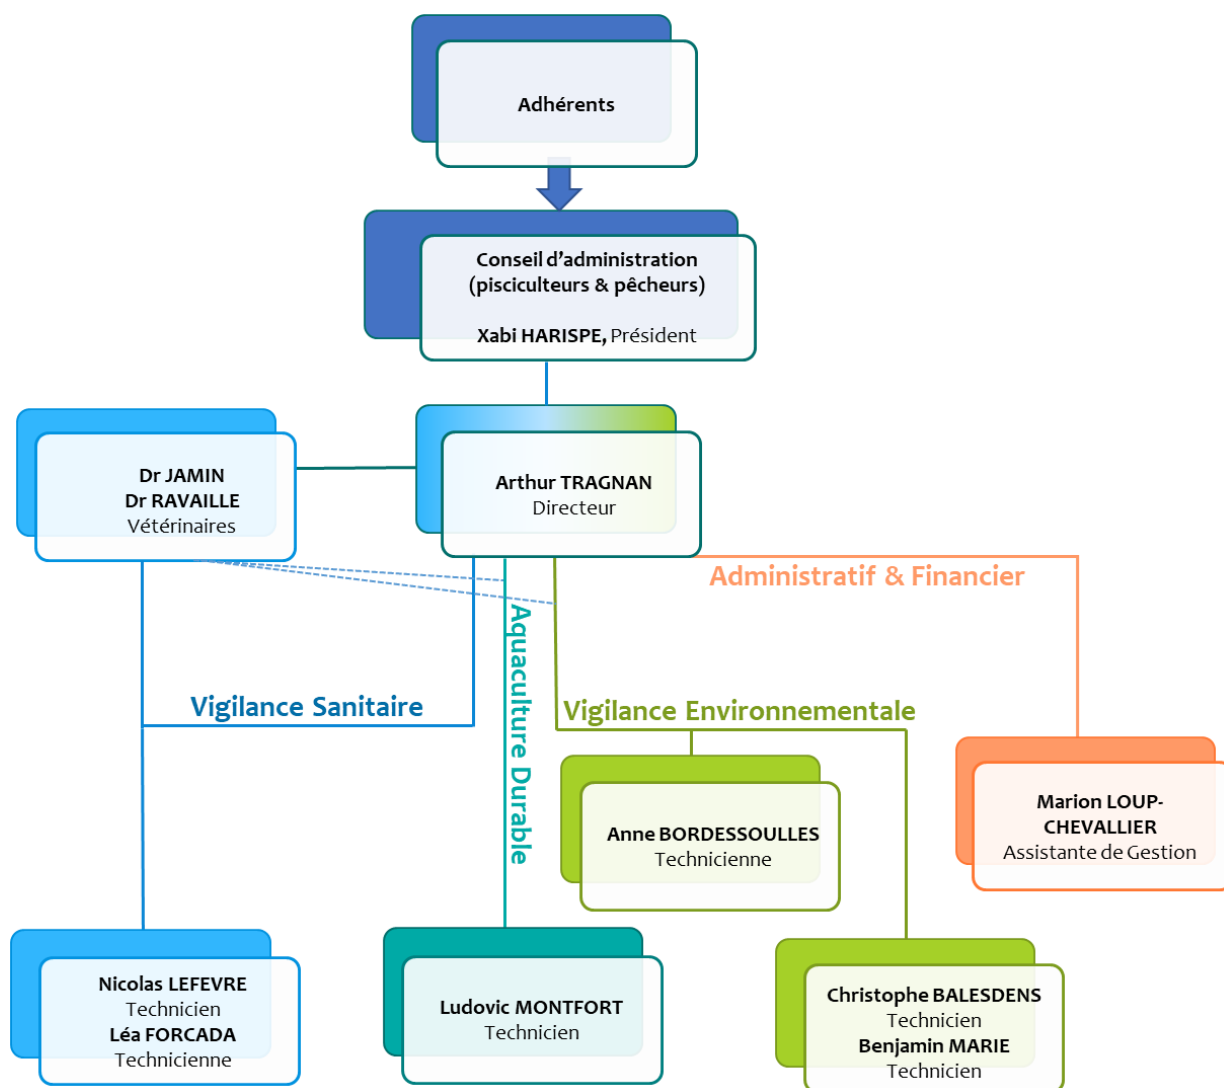 Adhérents
Conseil d’administration
(pisciculteurs & pêcheurs)
Xabi HARISPE, Président
Dr JAMIN
Dr RAVAILLE
Vétérinaires
Arthur TRAGNAN
Directeur
Administratif & Financier
Aquaculture Durable
Vigilance Sanitaire
Vigilance Environnementale
Anne BORDESSOULLES
Technicienne
Marion LOUP-
CHEVALLIER
Assistante de Gestion
Nicolas LEFEVRE
Technicien
Léa FORCADA
Technicienne
Ludovic MONTFORT
Technicien
Christophe BALESDENS
Technicien
Benjamin MARIE
Technicien